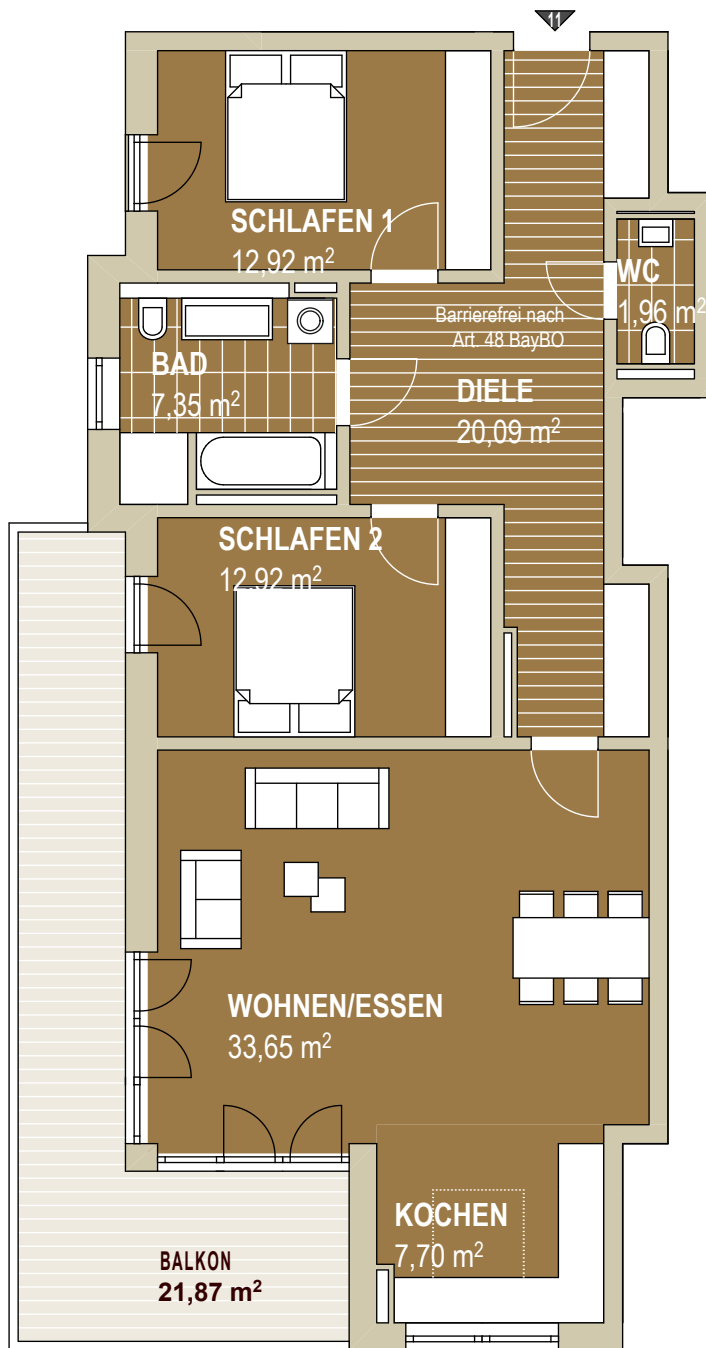 11
SCHLAFEN 1
12,92 m²
WC
1,96 m²
Barrierefrei nach
Art. 48 BayBO
BAD
7,35 m²
DIELE
20,09 m²
SCHLAFEN 2
12,92 m²
WOHNEN/ESSEN
33,65 m²
KOCHEN
7,70 m²
BALKON
21,87 m²